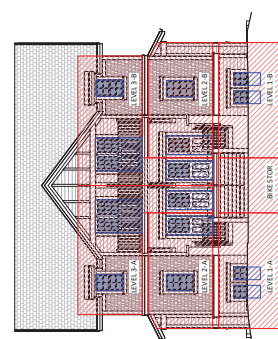 LEVEL 3-B
LEVEL 2-B
LEVEL 1-B
BIKE STOR
LEVEL 3-A
LEVEL 2-A
LEVEL 1-A